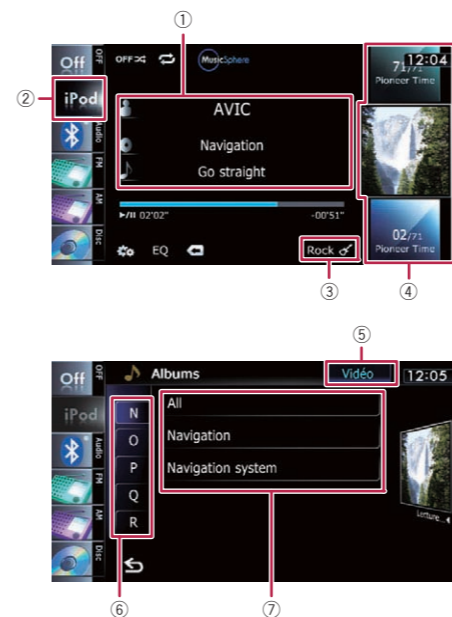 ①
② ③ ④
Off OFF
OFF MusicSphere
71/71 12:04
Pioneer Time
iPod
AVIC
Audio
Navigation
FM
Go straight
AM
►/II 02'02" -00'51"
02/71
Pioneer Time
Disc
EQ
Rock
⑤
Off OFF
Albums
Vidéo
12:05
iPod
N
All
Audio
O
Navigation
FM
P
Navigation system
AM
Q
R
Lecture...
Disc
⑥ ⑦